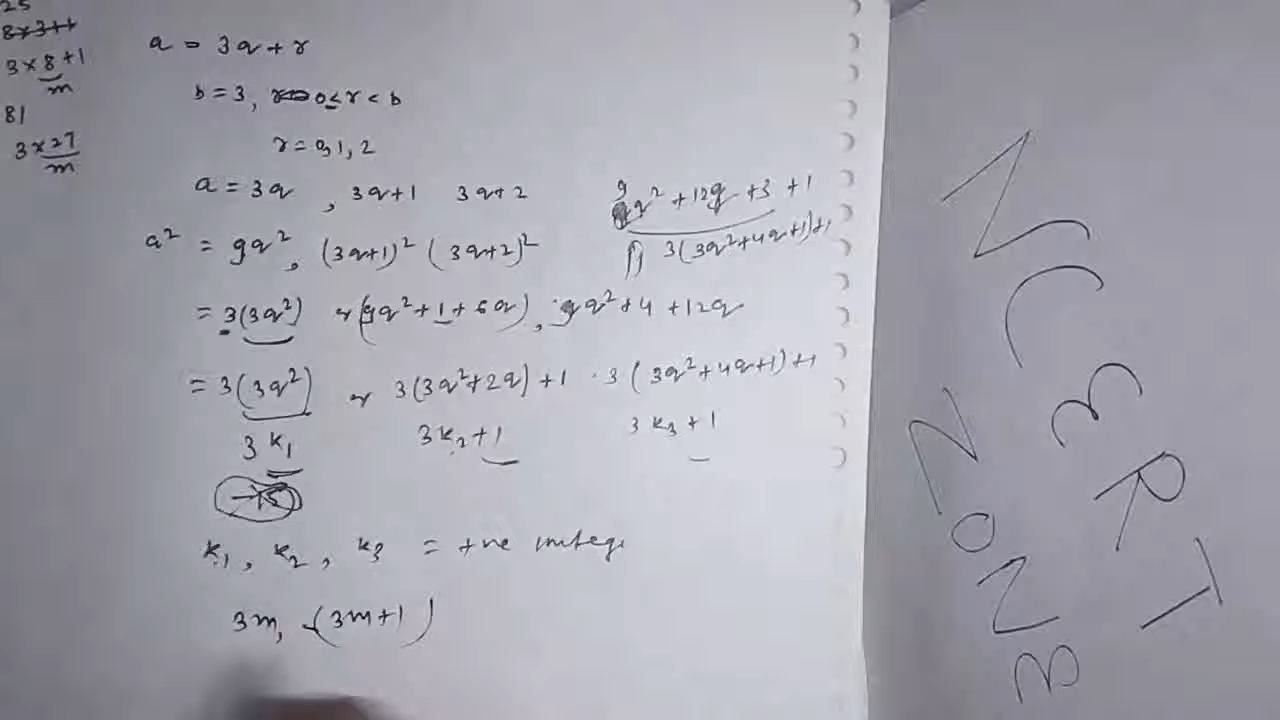 25
8×3++
3×8+1
m
81
3×27
m
a = 3q+r
b=3, 0≤r<b
r=0,1,2
a=3q, 3q+1 3q+2
9q²+12q+3+1
3(3q²+4q+1)+1
a² = 9q², (3q+1)² (3q+2)²
= 3(3q²) or (9q²+1+6q), 9q²+4+12q
= 3(3q²) or 3(3q²+2q)+1 3(3q²+4q+1)+1
3k₁ 3k₂+1 3k₃+1
k₁, k₂, k₃ = +ve intege
3m, (3m+1)
NCERT
ZONE